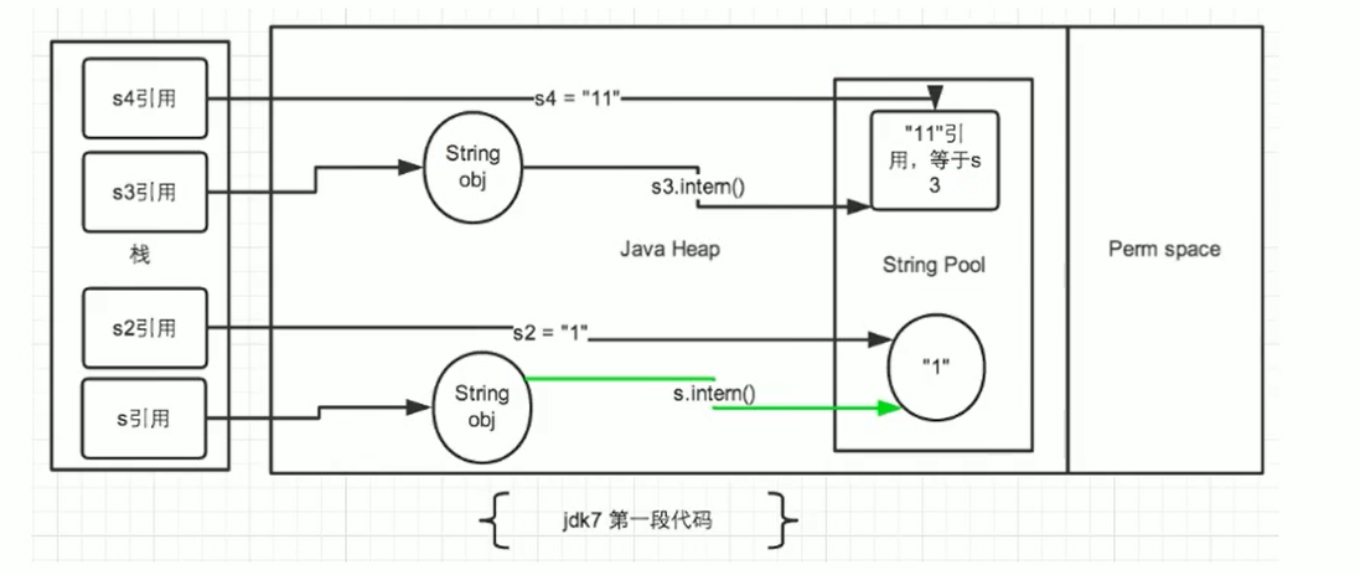 s4引用
s4 = "11"
"11"引
用，等于s
3
String
obj
s3引用
s3.intern()
栈
Java Heap
String Pool
Perm space
s2引用
s2 = "1"
"1"
String
obj
s.intern()
s引用
jdk7 第一段代码